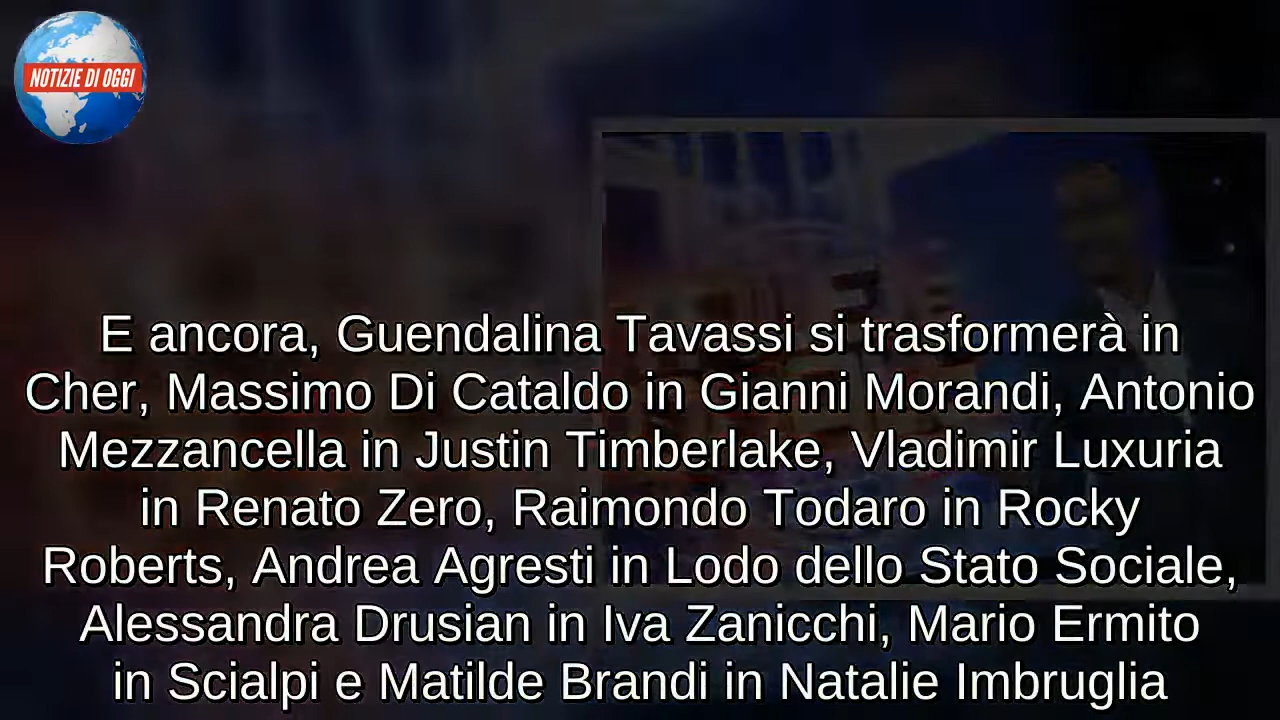 NOTIZIE DI OGGI
E ancora, Guendalina Tavassi si trasformerà in
Cher, Massimo Di Cataldo in Gianni Morandi, Antonio
Mezzancella in Justin Timberlake, Vladimir Luxuria
in Renato Zero, Raimondo Todaro in Rocky
Roberts, Andrea Agresti in Lodo dello Stato Sociale,
Alessandra Drusian in Iva Zanicchi, Mario Ermito
in Scialpi e Matilde Brandi in Natalie Imbruglia